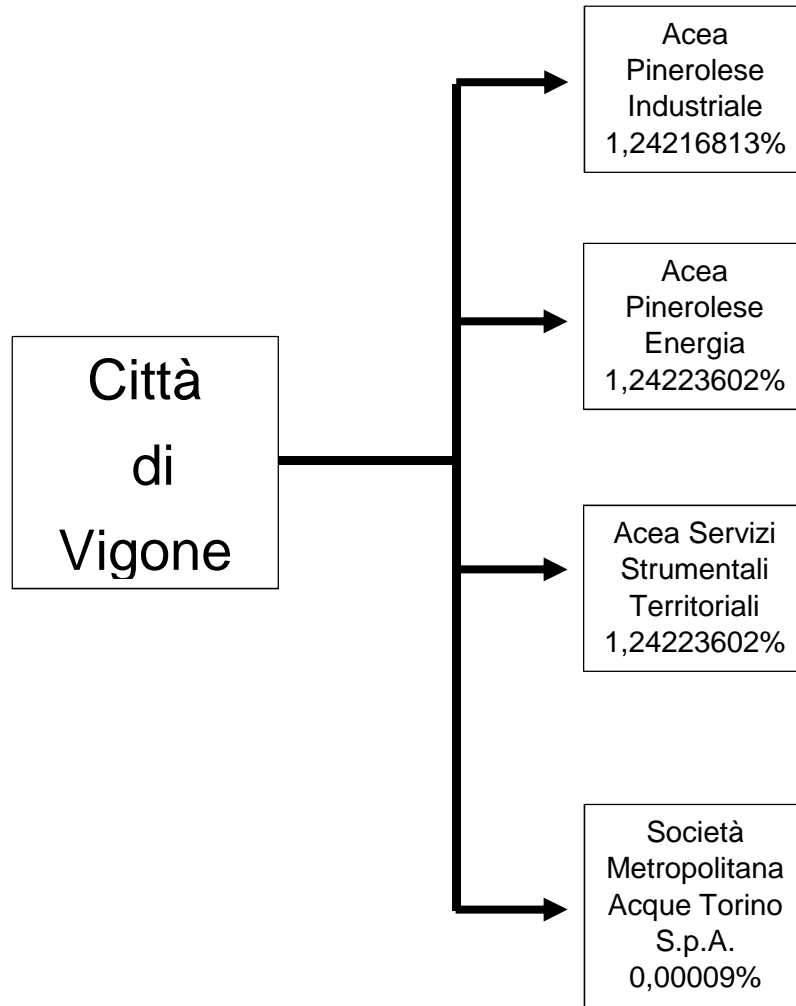 Città
di
Vigone
Acea
Pinerolese
Industriale
1,24216813%
Acea
Pinerolese
Energia
1,24223602%
Acea Servizi
Strumentali
Territoriali
1,24223602%
Società
Metropolitana
Acque Torino
S.p.A.
0,00009%